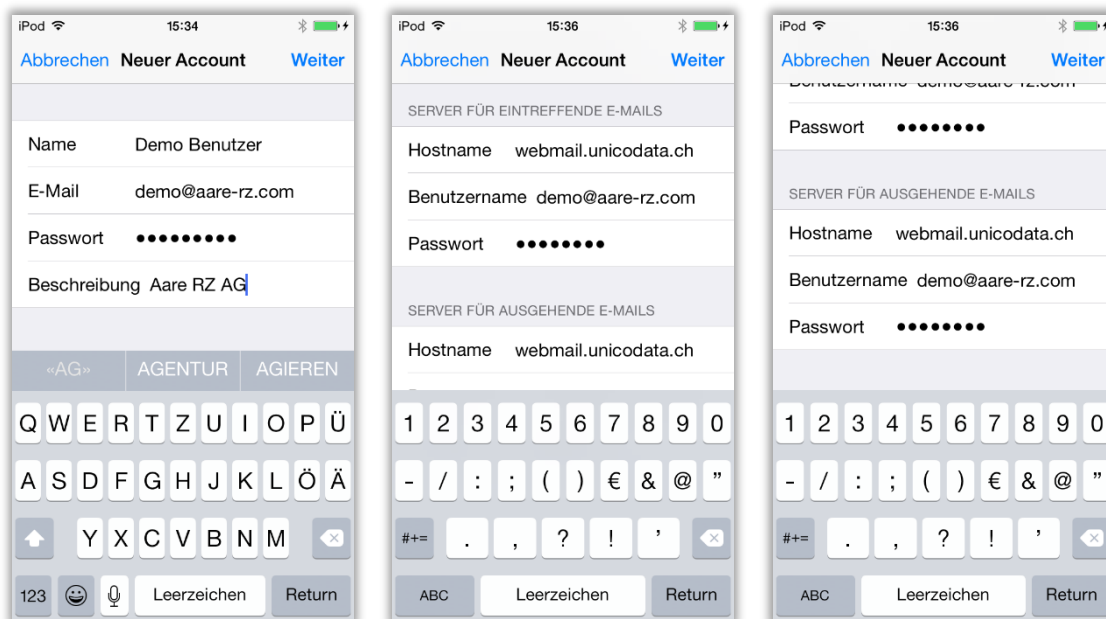 iPod 15:34
Abbrechen Neuer Account Weiter
Name Demo Benutzer
E-Mail demo@aare-rz.com
Passwort ●●●●●●●●●
Beschreibung Aare RZ AG
«AG» AGENTUR AGIEREN
Q W E R T Z U I O P Ü
A S D F G H J K L Ö Ä
Y X C V B N M
123 Leerzeichen Return
iPod 15:36
Abbrechen Neuer Account Weiter
SERVER FÜR EINTREFFENDE E-MAILS
Hostname webmail.unicodata.ch
Benutzername demo@aare-rz.com
Passwort ●●●●●●●●
SERVER FÜR AUSGEHENDE E-MAILS
Hostname webmail.unicodata.ch
1 2 3 4 5 6 7 8 9 0
- / : ; ( ) € & @ "
#+= . , ? ! '
ABC Leerzeichen Return
iPod 15:36
Abbrechen Neuer Account Weiter
Benutzername demo@aare-rz.com
Passwort ●●●●●●●●
SERVER FÜR AUSGEHENDE E-MAILS
Hostname webmail.unicodata.ch
Benutzername demo@aare-rz.com
Passwort ●●●●●●●●
1 2 3 4 5 6 7 8 9 0
- / : ; ( ) € & @ "
#+= . , ? ! '
ABC Leerzeichen Return